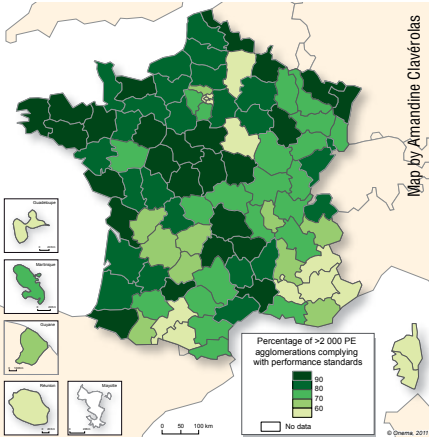 Map by Amandine Clavérolas
Guadeloupe
Martinique
Guyane
Réunion
Mayotte
Percentage of >2 000 PE
agglomerations complying
with performance standards
90
80
70
60
No data
0 50 100 km
© Onema, 2011